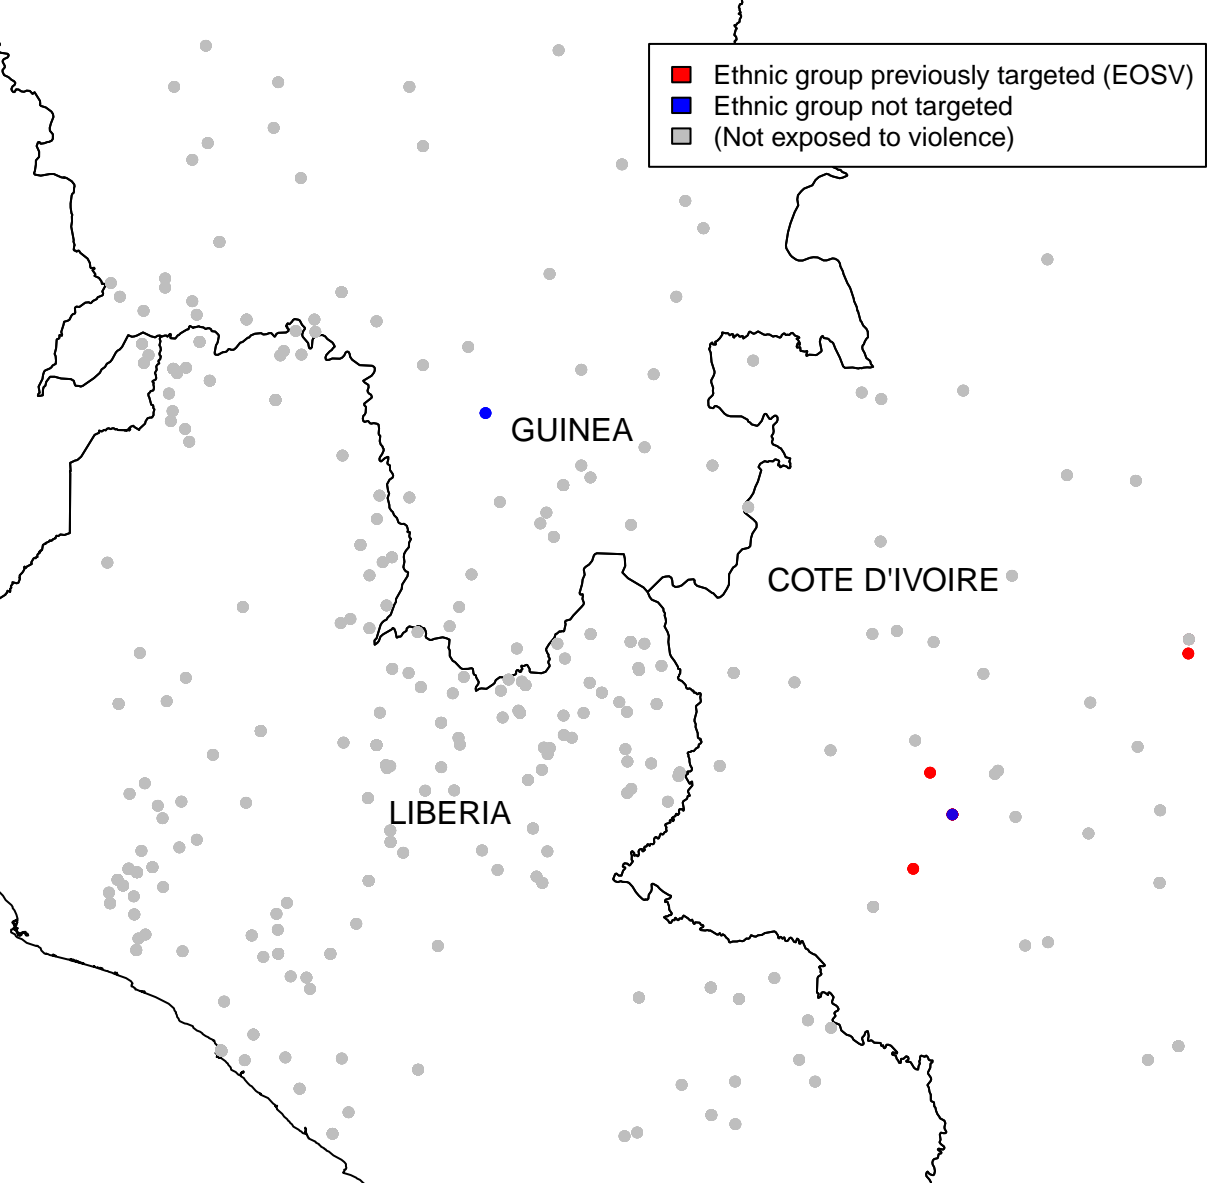 Ethnic group previously targeted (EOSV)
Ethnic group not targeted
(Not exposed to violence)
GUINEA
COTE D'IVOIRE
LIBERIA